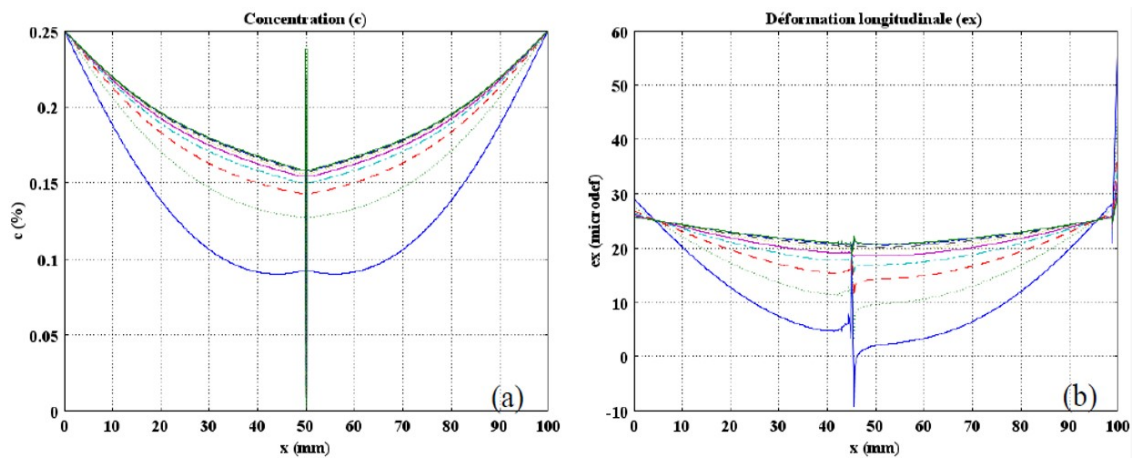 Concentration (c)
0.25
0.2
0.15
0.1
0.05
0
c (%)
0 10 20 30 40 50 60 70 80 90 100
x (mm)
(a)
Déformation longitudinale (ex)
60
50
40
30
20
10
0
-10
ex (microdef)
0 10 20 30 40 50 60 70 80 90 100
x (mm)
(b)